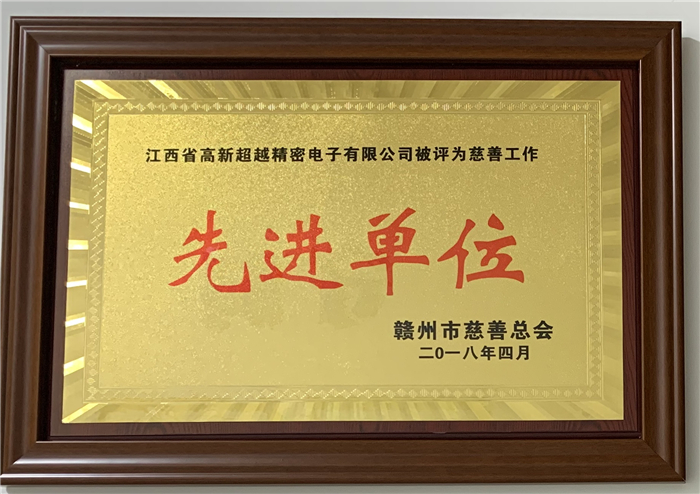 江西省高新超越精密电子有限公司被评为慈善工作
先进单位
赣州市慈善总会
二0一八年四月